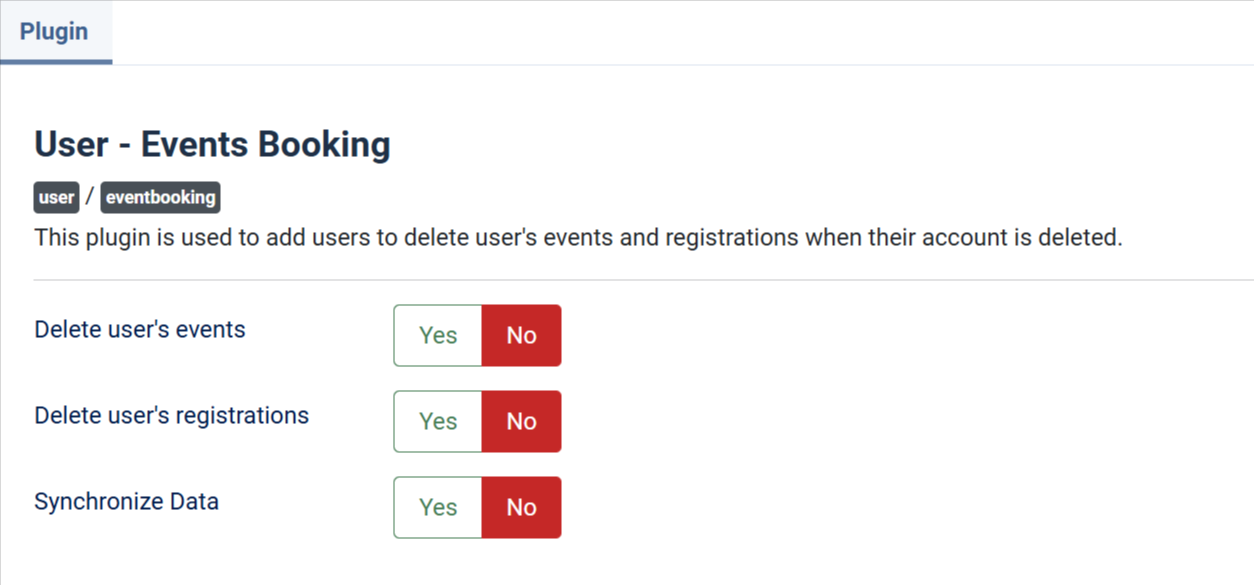 Plugin
User - Events Booking
user / eventbooking
This plugin is used to add users to delete user's events and registrations when their account is deleted.
Delete user's events Yes No
Delete user's registrations Yes No
Synchronize Data Yes No